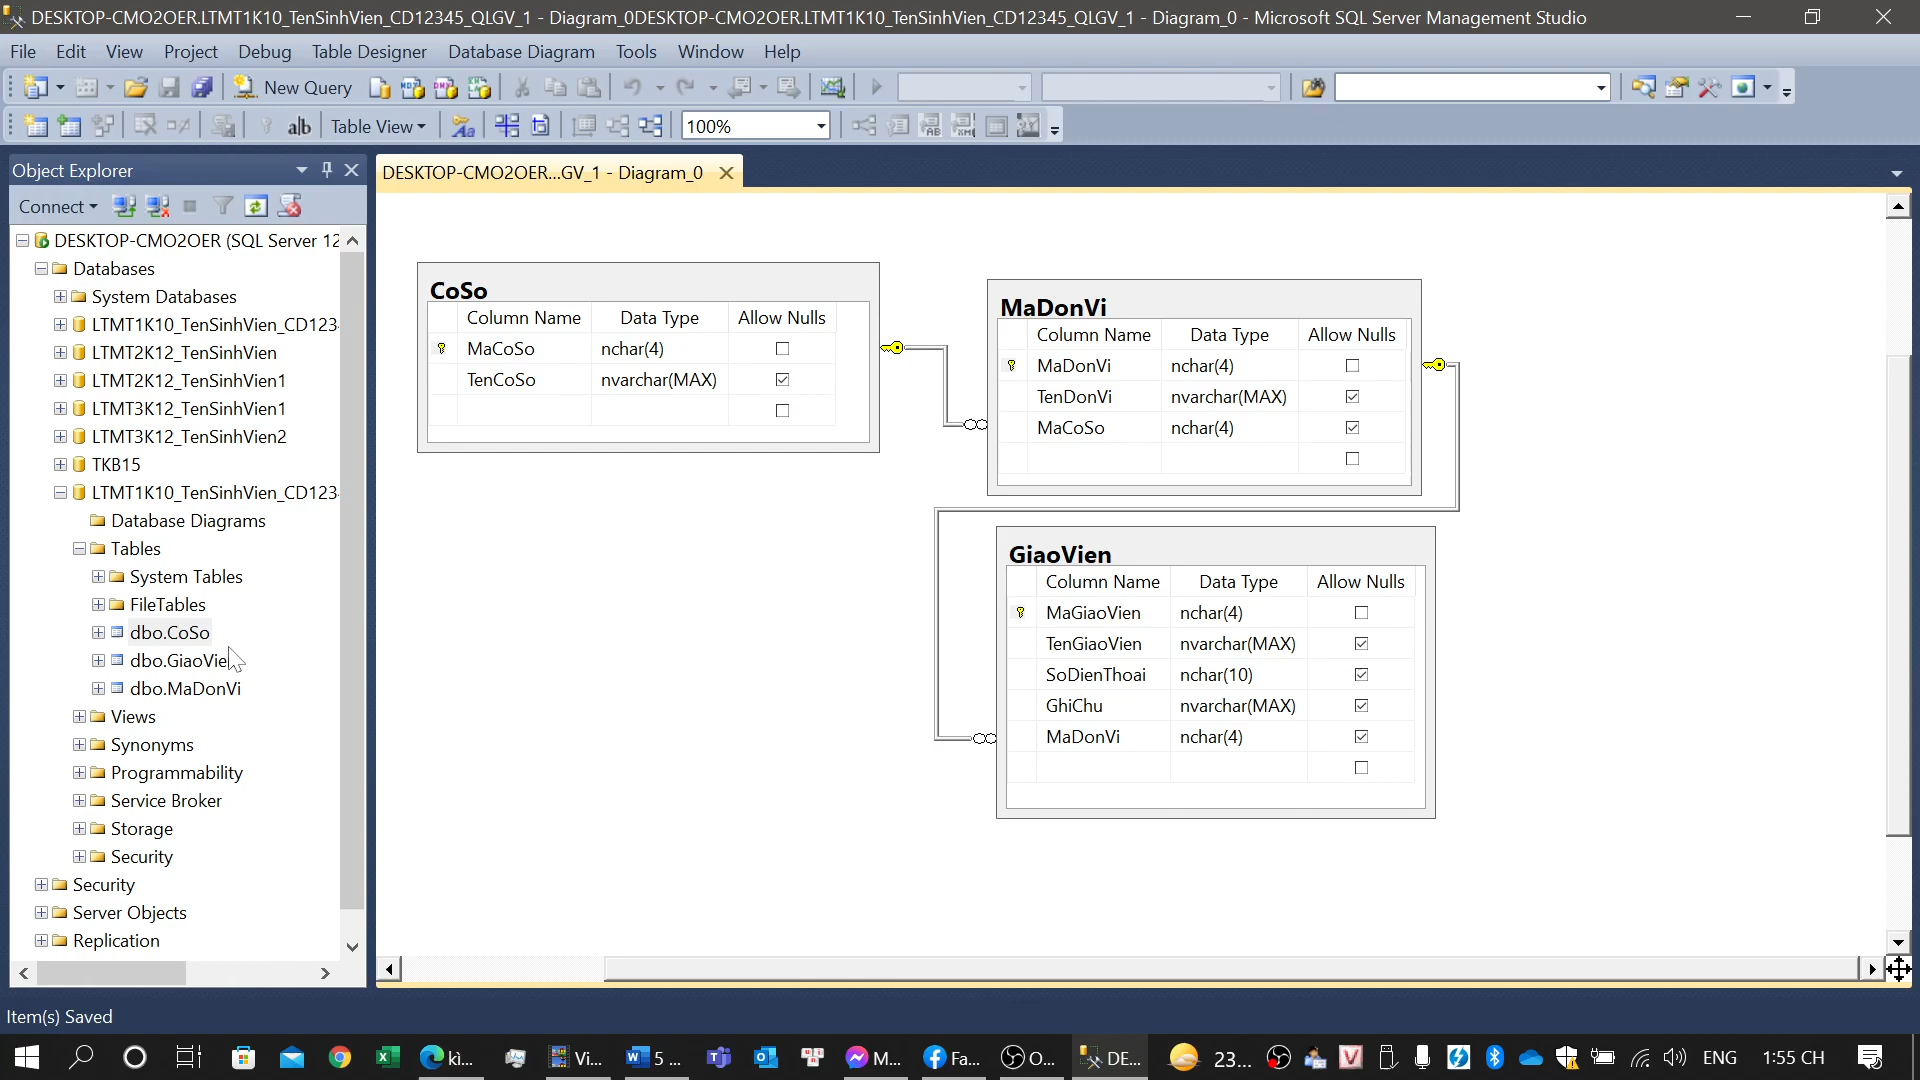 DESKTOP-CMO2OER.LTMT1K10_TenSinhVien_CD12345_QLGV_1 - Diagram_0DESKTOP-CMO2OER.LTMT1K10_TenSinhVien_CD12345_QLGV_1 - Diagram_0 - Microsoft SQL Server Management Studio
File Edit View Project Debug Table Designer Database Diagram Tools Window Help
New Query
Table View 100%
Object Explorer
DESKTOP-CMO2OER...GV_1 - Diagram_0
Connect
DESKTOP-CMO2OER (SQL Server 12
Databases
System Databases
LTMT1K10_TenSinhVien_CD123
LTMT2K12_TenSinhVien
LTMT2K12_TenSinhVien1
LTMT3K12_TenSinhVien1
LTMT3K12_TenSinhVien2
TKB15
LTMT1K10_TenSinhVien_CD123
Database Diagrams
Tables
System Tables
FileTables
dbo.CoSo
dbo.GiaoVie
dbo.MaDonVi
Views
Synonyms
Programmability
Service Broker
Storage
Security
Security
Server Objects
Replication
CoSo
Column Name Data Type Allow Nulls
MaCoSo nchar(4)
TenCoSo nvarchar(MAX)
MaDonVi
Column Name Data Type Allow Nulls
MaDonVi nchar(4)
TenDonVi nvarchar(MAX)
MaCoSo nchar(4)
GiaoVien
Column Name Data Type Allow Nulls
MaGiaoVien nchar(4)
TenGiaoVien nvarchar(MAX)
SoDienThoai nchar(10)
GhiChu nvarchar(MAX)
MaDonVi nchar(4)
Item(s) Saved
kì... Vi... 5 ... M... Fa... O... DE... 23... ENG 1:55 CH